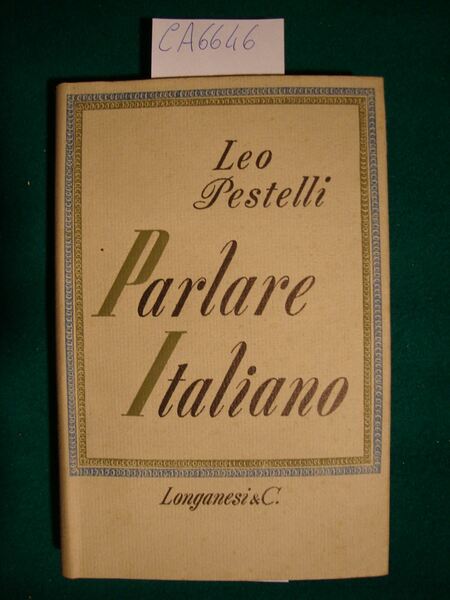 CA6646
Leo
Pestelli
Parlare
Italiano
Longanesi & C.